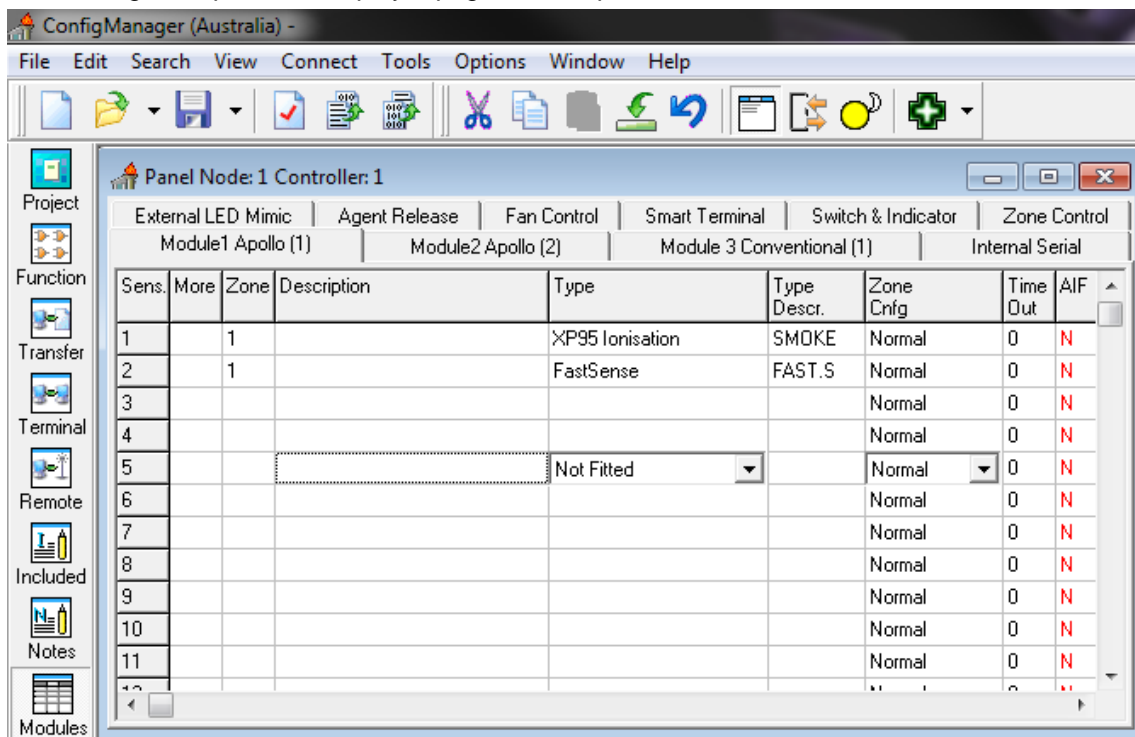 ConfigManager (Australia) -
File Edit Search View Connect Tools Options Window Help
Project
Function
Transfer
Terminal
Remote
Included
Notes
Modules
Panel Node: 1 Controller: 1
External LED Mimic Agent Release Fan Control Smart Terminal Switch & Indicator Zone Control
Module1 Apollo (1) Module2 Apollo (2) Module 3 Conventional (1) Internal Serial
Sens. More Zone Description Type Type Descr. Zone Cnfg Time Out AIF
1 1 XP95 Ionisation SMOKE Normal 0 N
2 1 FastSense FAST.S Normal 0 N
3 Normal 0 N
4 Normal 0 N
5 Not Fitted Normal 0 N
6 Normal 0 N
7 Normal 0 N
8 Normal 0 N
9 Normal 0 N
10 Normal 0 N
11 Normal 0 N